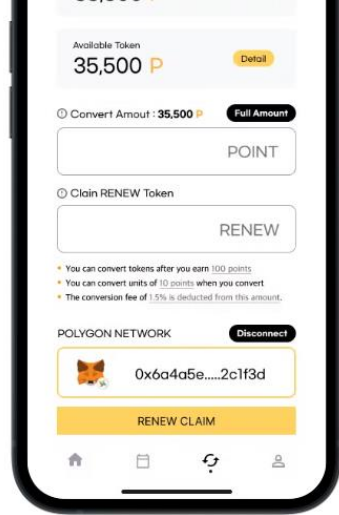 Available Token
35,500 P
Detail
Convert Amout : 35,500 P
Full Amount
POINT
Clain RENEW Token
RENEW
You can convert tokens after you earn 100 points
You can convert units of 10 points when you convert
The conversion fee of 1.5% is deducted from this amount.
POLYGON NETWORK
Disconnect
0x6a4a5e.....2c1f3d
RENEW CLAIM